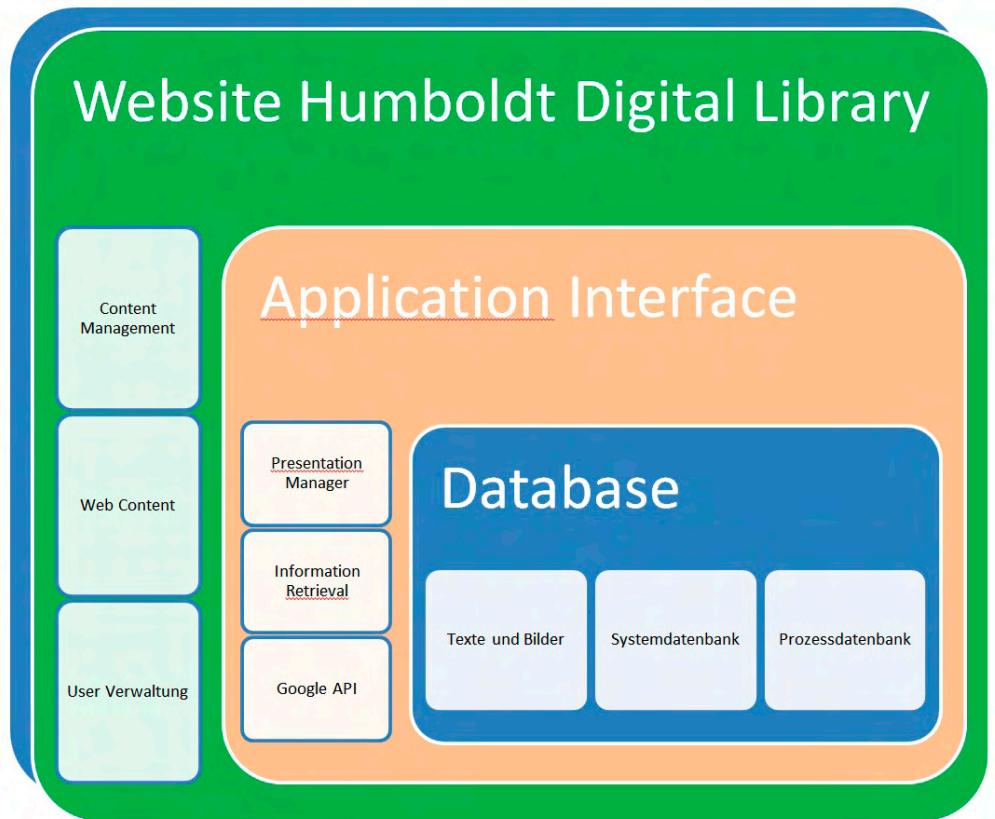 Website Humboldt Digital Library
Content
Management
Web Content
User Verwaltung
Application Interface
Presentation
Manager
Information
Retrieval
Google API
Database
Texte und Bilder
Systemdatenbank
Prozessdatenbank